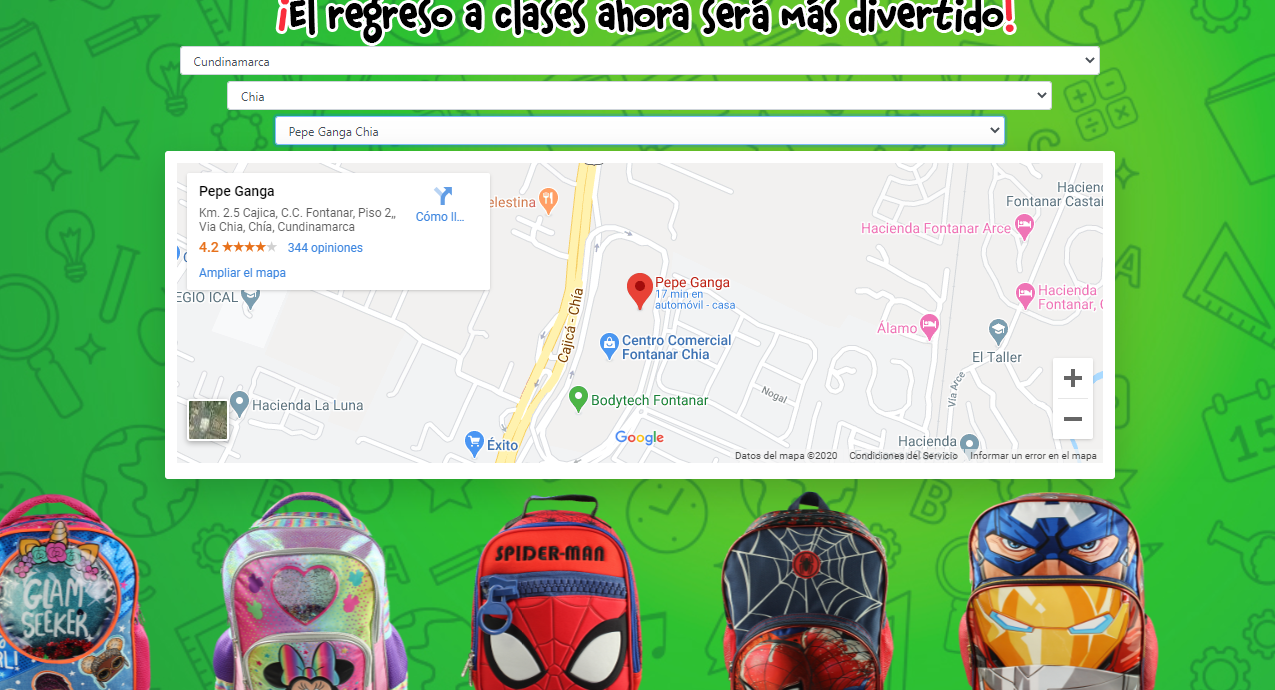 ¡El regreso a clases ahora será más divertido!
Cundinamarca
Chia
Pepe Ganga Chia
Pepe Ganga
Km. 2.5 Cajica, C.C. Fontanar, Piso 2,,
Via Chia, Chía, Cundinamarca
Cómo ll...
4.2
344 opiniones
Ampliar el mapa
elestina
Hacienda
Fontanar Castañ
Hacienda Fontanar Arce
EGIO ICAL
Pepe Ganga
17 min en
automóvil - casa
Hacienda
Fontanar, C
Cajicá - Chía
Centro Comercial
Fontanar Chia
Álamo
El Taller
Vía Arce
Nogal
Bodytech Fontanar
Hacienda La Luna
Éxito
Google
Hacienda
Datos del mapa ©2020
Condiciones del Servicio
Informar un error en el mapa
15
B
C
A
GLAM
SEEKER
RL!
SPIDER-MAN